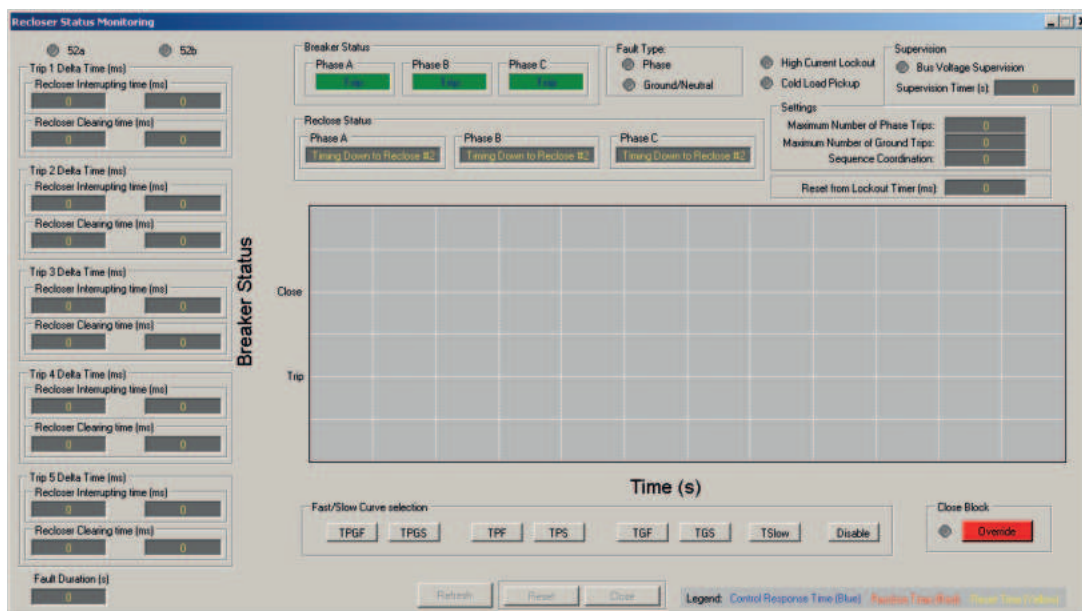 Recloser Status Monitoring
52a 52b
Trip 1 Delta Time (ms)
Recloser Interrupting time (ms)
0 0
Recloser Clearing time (ms)
0 0
Trip 2 Delta Time (ms)
Recloser Interrupting time (ms)
0 0
Recloser Clearing time (ms)
0 0
Trip 3 Delta Time (ms)
Recloser Interrupting time (ms)
0 0
Recloser Clearing time (ms)
0 0
Trip 4 Delta Time (ms)
Recloser Interrupting time (ms)
0 0
Recloser Clearing time (ms)
0 0
Trip 5 Delta Time (ms)
Recloser Interrupting time (ms)
0 0
Recloser Clearing time (ms)
0 0
Fault Duration (s)
0
Breaker Status
Phase A Phase B Phase C
Trip Trip Trip
Fault Type:
Phase
Ground/Neutral
High Current Lockout
Cold Load Pickup
Supervision
Bus Voltage Supervision
Supervision Timer (s): 0
Reclose Status
Phase A Phase B Phase C
Timing Down to Reclose #2 Timing Down to Reclose #2 Timing Down to Reclose #2
Settings
Maximum Number of Phase Trips: 0
Maximum Number of Ground Trips: 0
Sequence Coordination: 0
Reset from Lockout Timer (ms): 0
Breaker Status
Close
Trip
Time (s)
Fast/Slow Curve selection
TPGF TPGS TPF TPS TGF TGS TSlow Disable
Close Block
Override
Refresh Reset Close
Legend: Control Response Time (Blue)